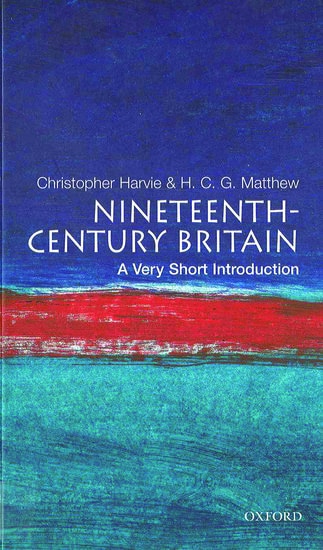 Christopher Harvie & H. C. G. Matthew
NINETEENTH-
CENTURY BRITAIN
A Very Short Introduction
OXFORD